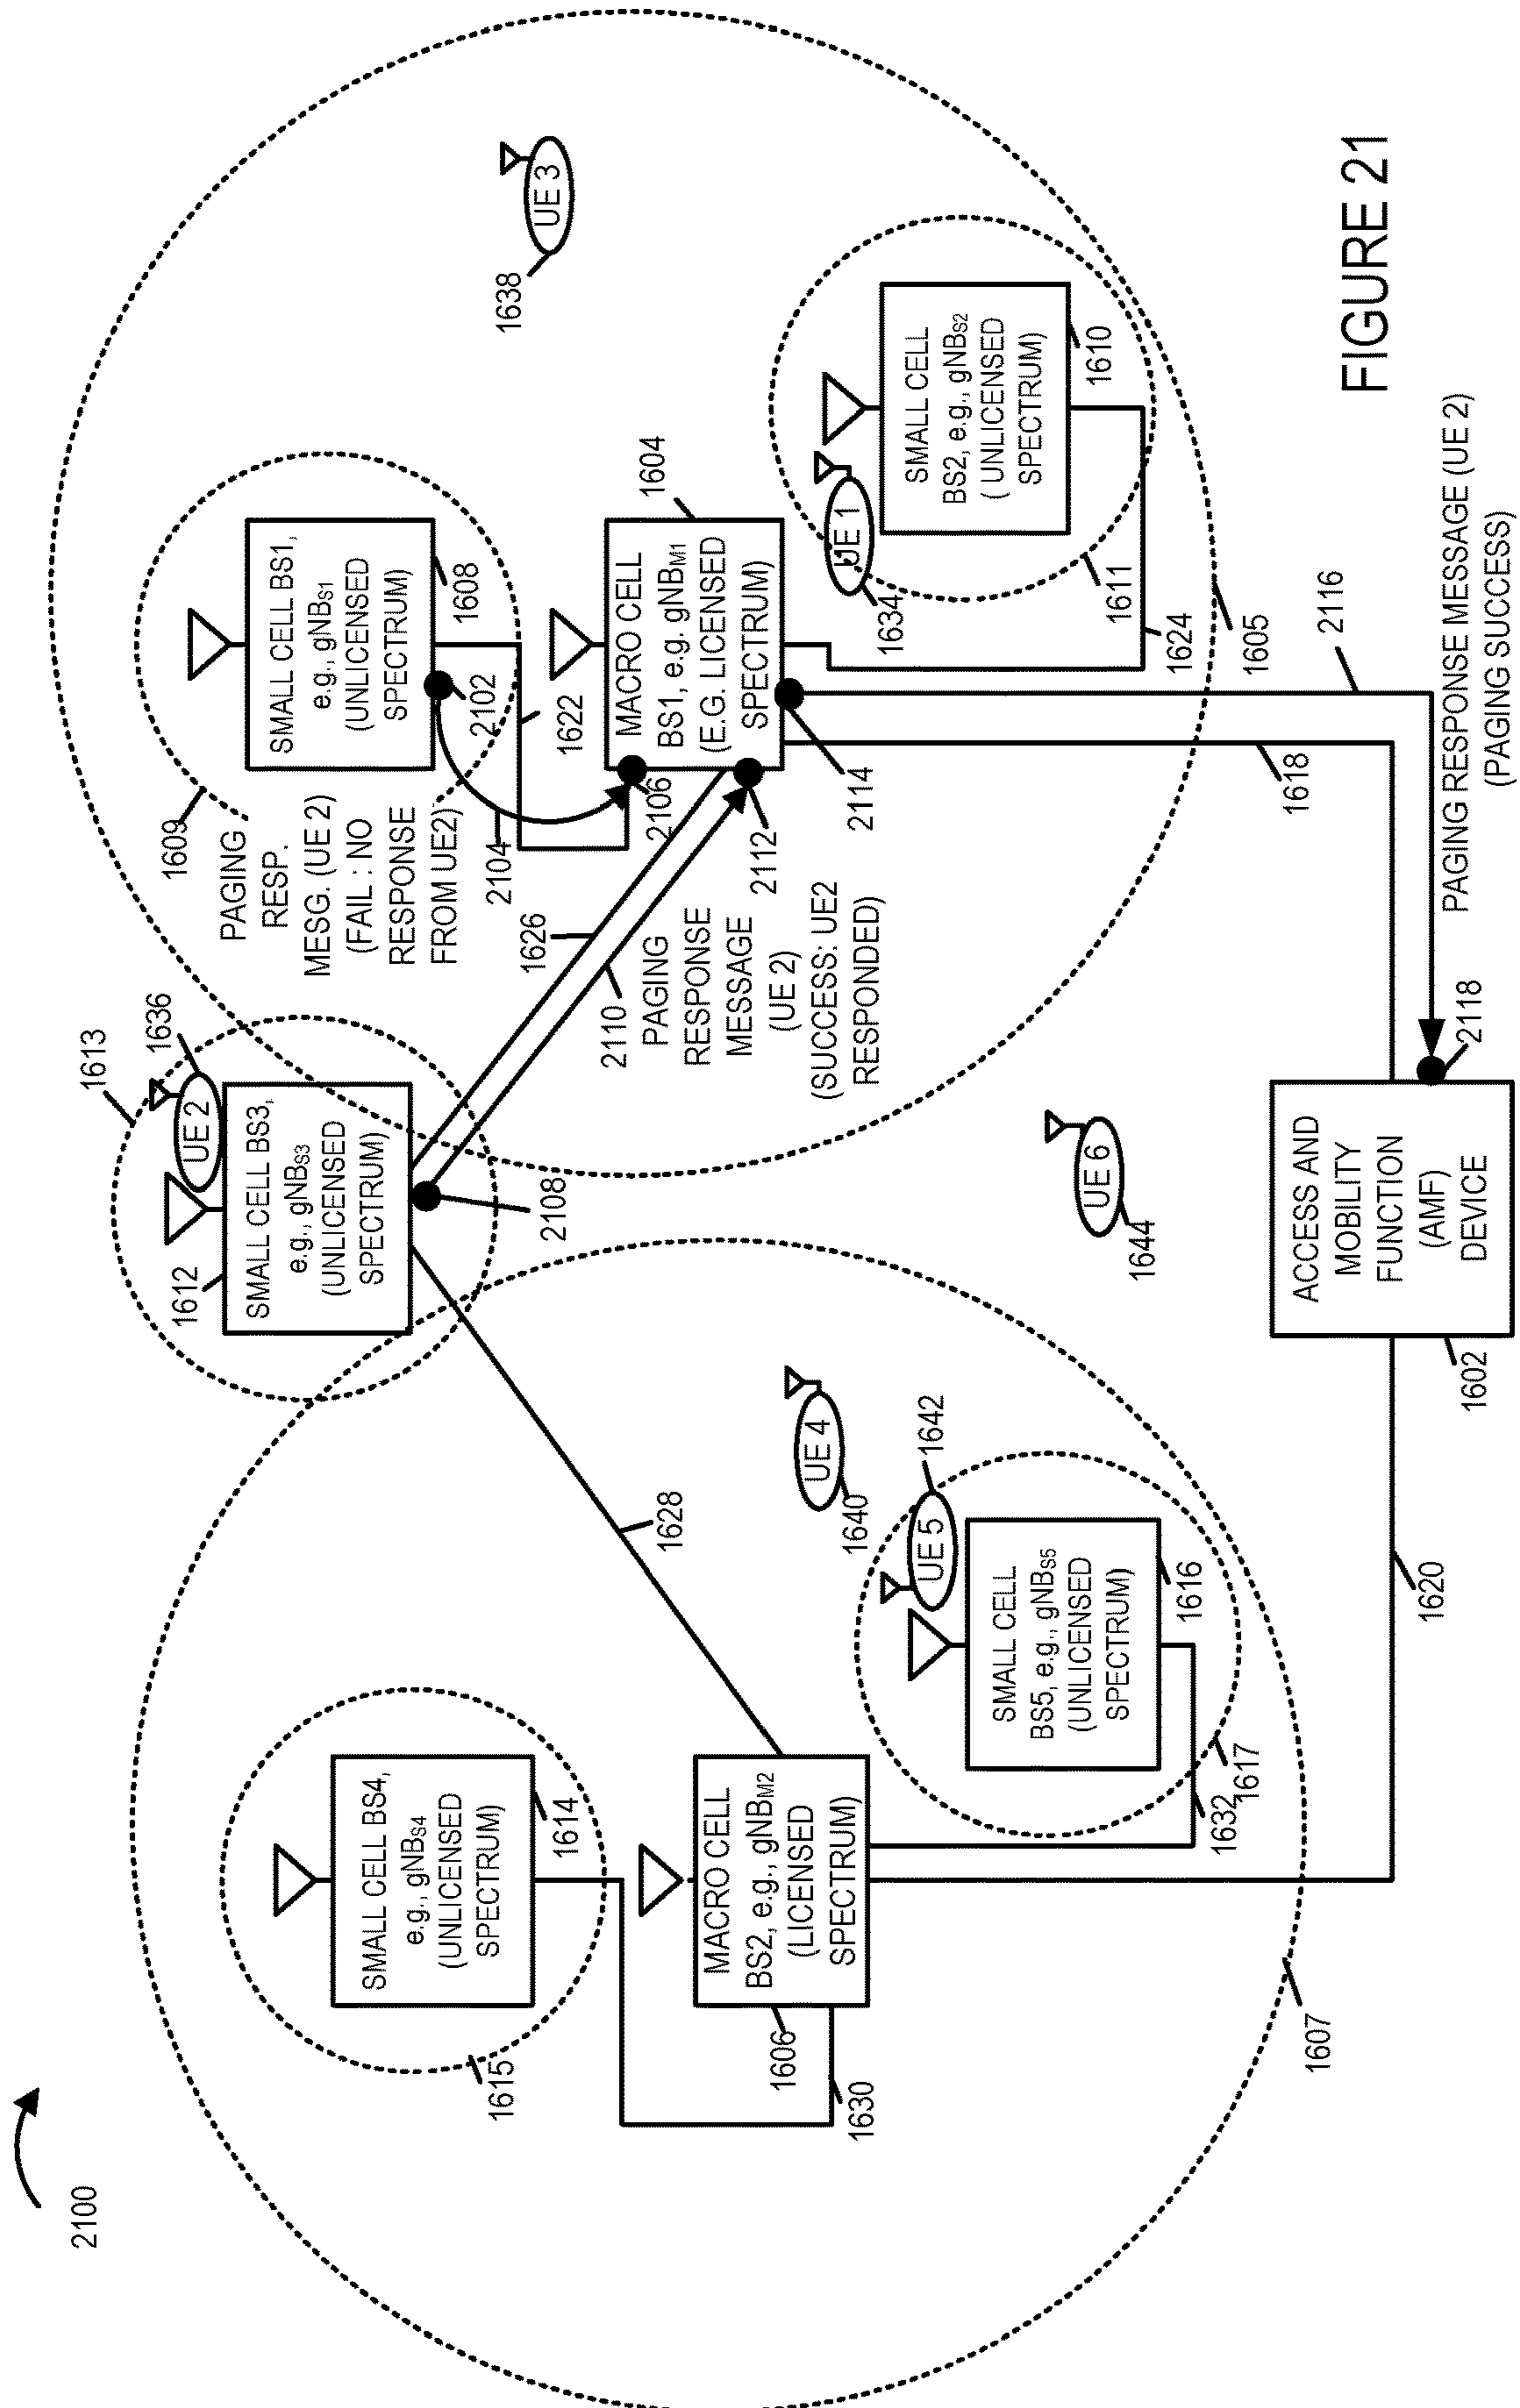 2100
1613
1636
UE 2
1612
SMALL CELL BS3,
e.g., gNBS3
(UNLICENSED
SPECTRUM)
2108
1609
PAGING
RESP.
MESG. (UE 2)
(FAIL : NO
RESPONSE
FROM UE2)
2104
SMALL CELL BS1,
e.g., gNBS1
(UNLICENSED
SPECTRUM)
1608
2102
1622
1638
UE 3
1615
SMALL CELL BS4,
e.g., gNBS4
(UNLICENSED
SPECTRUM)
1614
1628
1626
2110
PAGING
RESPONSE
MESSAGE
(UE 2)
(SUCCESS: UE2
RESPONDED)
2106
2112
MACRO CELL
BS1, e.g. gNBM1
(E.G. LICENSED
SPECTRUM)
1604
2114
UE 1
1634
SMALL CELL
BS2, e.g., gNBS2
( UNLICENSED
SPECTRUM)
1610
1611
1624
1605
1606
MACRO CELL
BS2, e.g., gNBM2
(LICENSED
SPECTRUM)
1630
UE 4
1640
1642
UE 5
SMALL CELL
BS5, e.g., gNBS5
(UNLICENSED
SPECTRUM)
1616
1632
1617
1607
UE 6
1644
1620
1602
ACCESS AND
MOBILITY
FUNCTION
(AMF)
DEVICE
1618
2118
2116
PAGING RESPONSE MESSAGE (UE 2)
(PAGING SUCCESS)
FIGURE 21